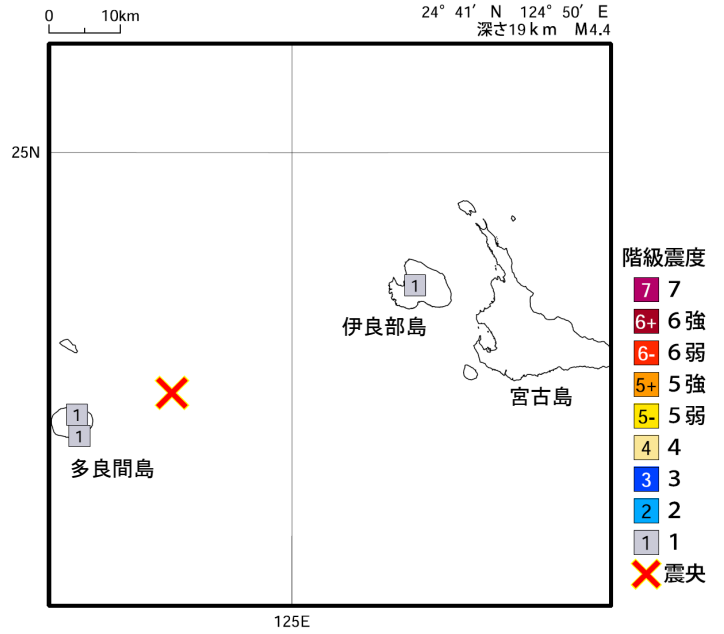 0 10km
24° 41′ N 124° 50′ E
深さ19km M4.4
25N
1
伊良部島
宮古島
1
1
多良間島
125E
階級震度
7 7
6+ 6強
6- 6弱
5+ 5強
5- 5弱
4 4
3 3
2 2
1 1
震央